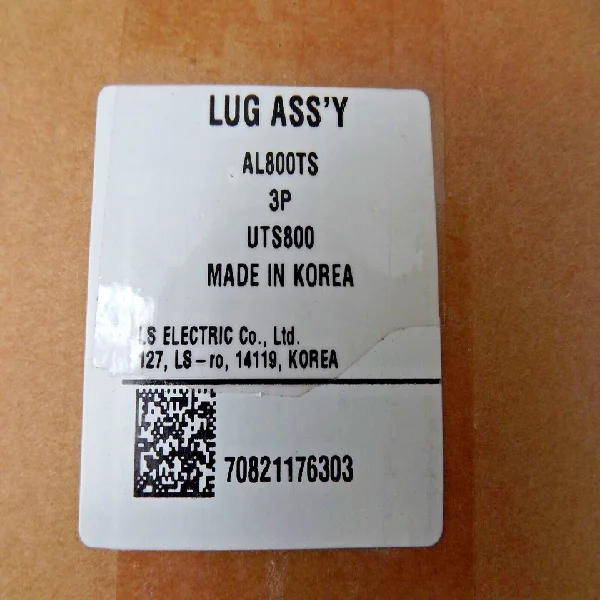 LUG ASS'Y
AL800TS
3P
UTS800
MADE IN KOREA
LS ELECTRIC Co., Ltd.
127, LS-ro, 14119, KOREA
70821176303